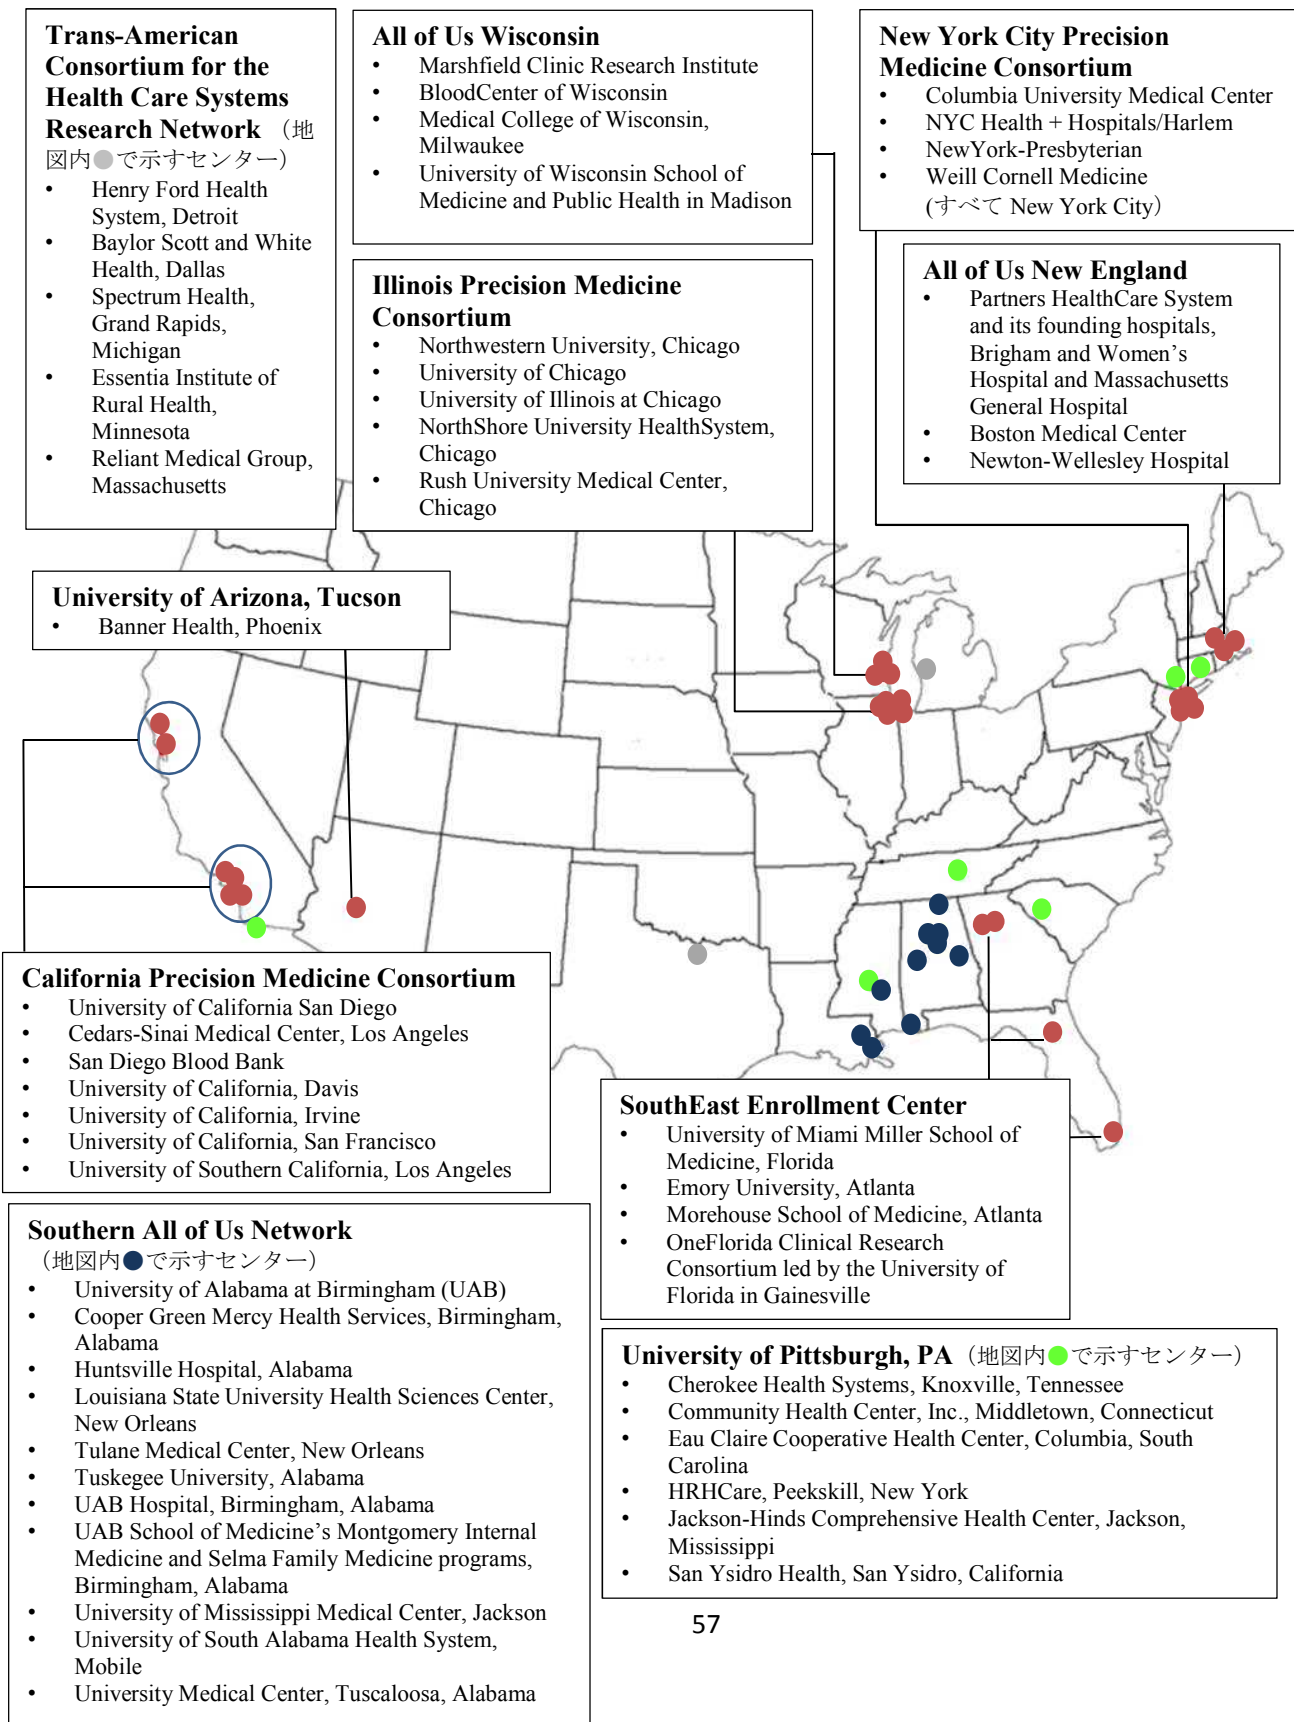 Trans-American
Consortium for the
Health Care Systems
Research Network （地
図内●で示すセンター）
• Henry Ford Health
System, Detroit
• Baylor Scott and White
Health, Dallas
• Spectrum Health,
Grand Rapids,
Michigan
• Essentia Institute of
Rural Health,
Minnesota
• Reliant Medical Group,
Massachusetts
All of Us Wisconsin
• Marshfield Clinic Research Institute
• BloodCenter of Wisconsin
• Medical College of Wisconsin,
Milwaukee
• University of Wisconsin School of
Medicine and Public Health in Madison
New York City Precision
Medicine Consortium
• Columbia University Medical Center
• NYC Health + Hospitals/Harlem
• NewYork-Presbyterian
• Weill Cornell Medicine
(すべて New York City）
Illinois Precision Medicine
Consortium
• Northwestern University, Chicago
• University of Chicago
• University of Illinois at Chicago
• NorthShore University HealthSystem,
Chicago
• Rush University Medical Center,
Chicago
All of Us New England
• Partners HealthCare System
and its founding hospitals,
Brigham and Women’s
Hospital and Massachusetts
General Hospital
• Boston Medical Center
• Newton-Wellesley Hospital
University of Arizona, Tucson
• Banner Health, Phoenix
California Precision Medicine Consortium
• University of California San Diego
• Cedars-Sinai Medical Center, Los Angeles
• San Diego Blood Bank
• University of California, Davis
• University of California, Irvine
• University of California, San Francisco
• University of Southern California, Los Angeles
SouthEast Enrollment Center
• University of Miami Miller School of
Medicine, Florida
• Emory University, Atlanta
• Morehouse School of Medicine, Atlanta
• OneFlorida Clinical Research
Consortium led by the University of
Florida in Gainesville
Southern All of Us Network
（地図内●で示すセンター）
• University of Alabama at Birmingham (UAB)
• Cooper Green Mercy Health Services, Birmingham,
Alabama
• Huntsville Hospital, Alabama
• Louisiana State University Health Sciences Center,
New Orleans
• Tulane Medical Center, New Orleans
• Tuskegee University, Alabama
• UAB Hospital, Birmingham, Alabama
• UAB School of Medicine’s Montgomery Internal
Medicine and Selma Family Medicine programs,
Birmingham, Alabama
• University of Mississippi Medical Center, Jackson
• University of South Alabama Health System,
Mobile
• University Medical Center, Tuscaloosa, Alabama
University of Pittsburgh, PA（地図内●で示すセンター）
• Cherokee Health Systems, Knoxville, Tennessee
• Community Health Center, Inc., Middletown, Connecticut
• Eau Claire Cooperative Health Center, Columbia, South
Carolina
• HRHCare, Peekskill, New York
• Jackson-Hinds Comprehensive Health Center, Jackson,
Mississippi
• San Ysidro Health, San Ysidro, California
57